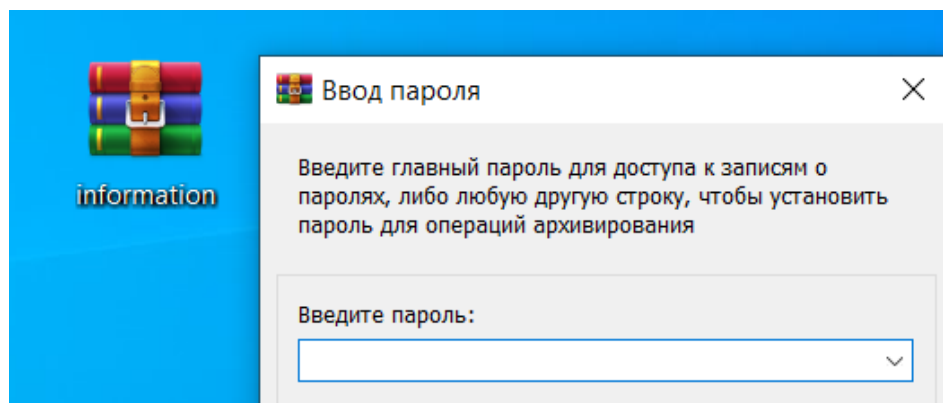 information
Ввод пароля
Введите главный пароль для доступа к записям о
паролях, либо любую другую строку, чтобы установить
пароль для операций архивирования
Введите пароль: